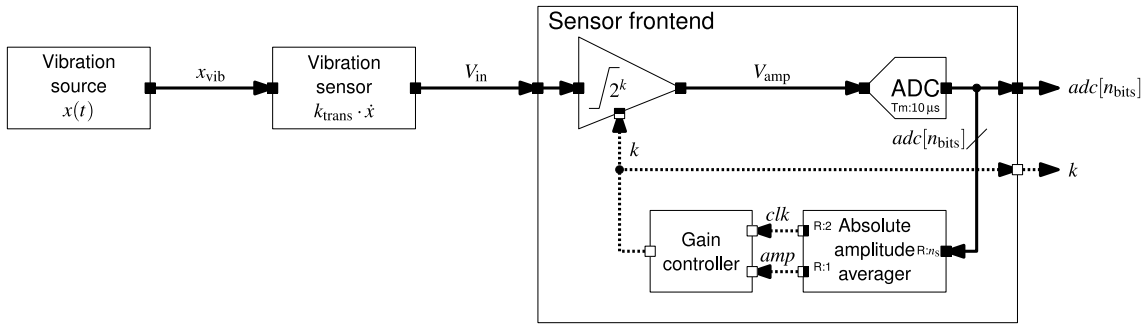 Sensor frontend
Vibration
source
x(t)
x_vib
Vibration
sensor
k_trans · ẋ
V_in
2^k
V_amp
ADC
Tm:10 µs
adc[n_bits]
adc[n_bits]
k
k
Gain
controller
clk
amp
R:2
R:1
Absolute
amplitude
averager
R:n_s